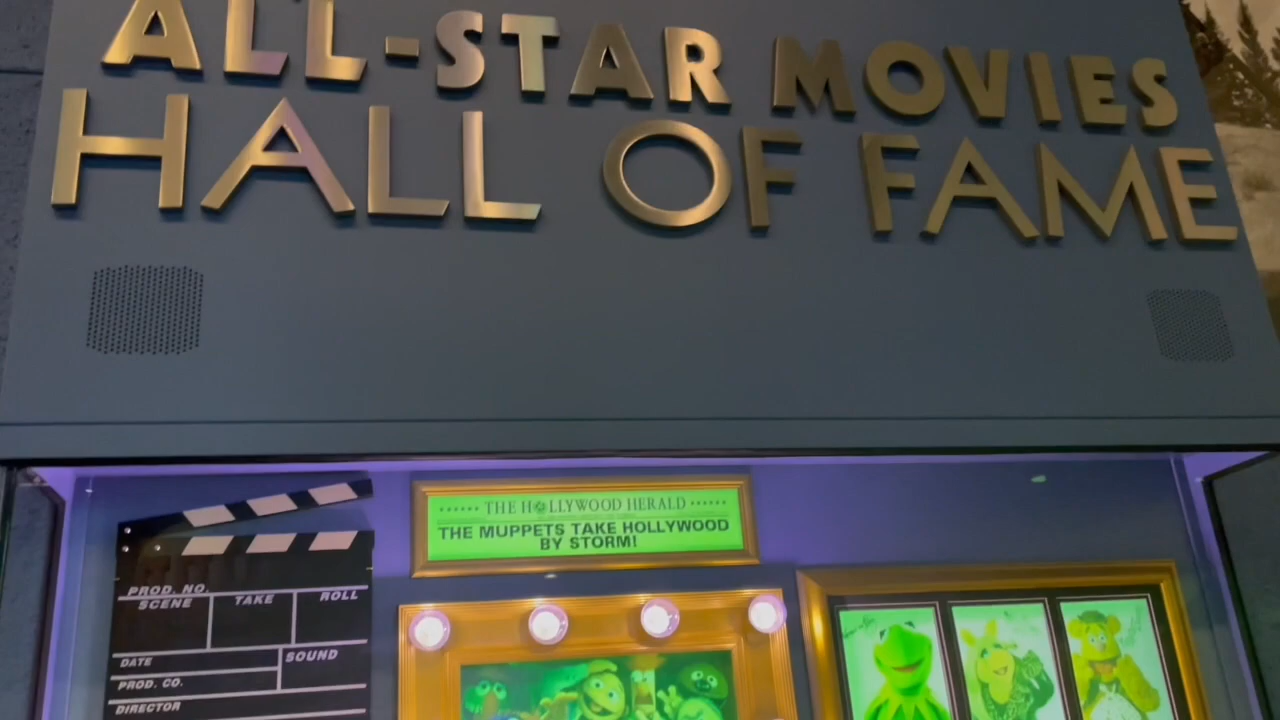 ALL-STAR MOVIES
HALL OF FAME
THE HOLLYWOOD HERALD
THE MUPPETS TAKE HOLLYWOOD
BY STORM!
PROD. NO.
SCENE TAKE ROLL
DATE SOUND
PROD. CO.
DIRECTOR